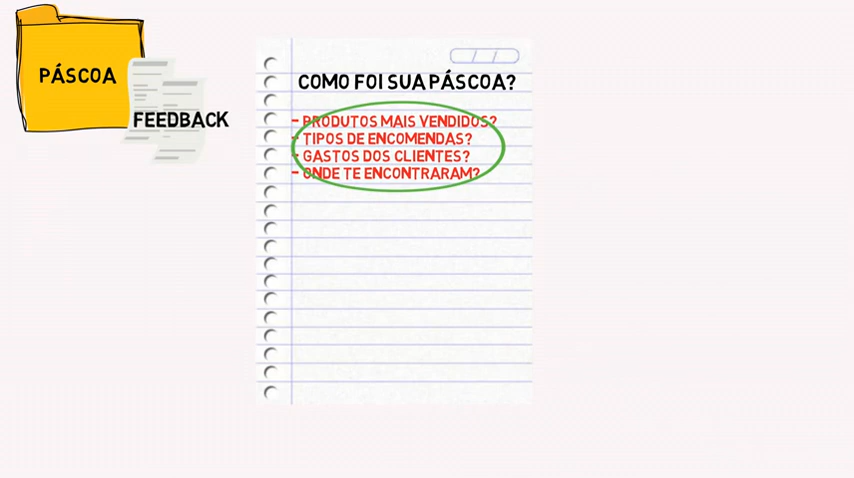 PÁSCOA
FEEDBACK
COMO FOI SUA PÁSCOA?
- PRODUTOS MAIS VENDIDOS?
- TIPOS DE ENCOMENDAS?
- GASTOS DOS CLIENTES?
- ONDE TE ENCONTRARAM?